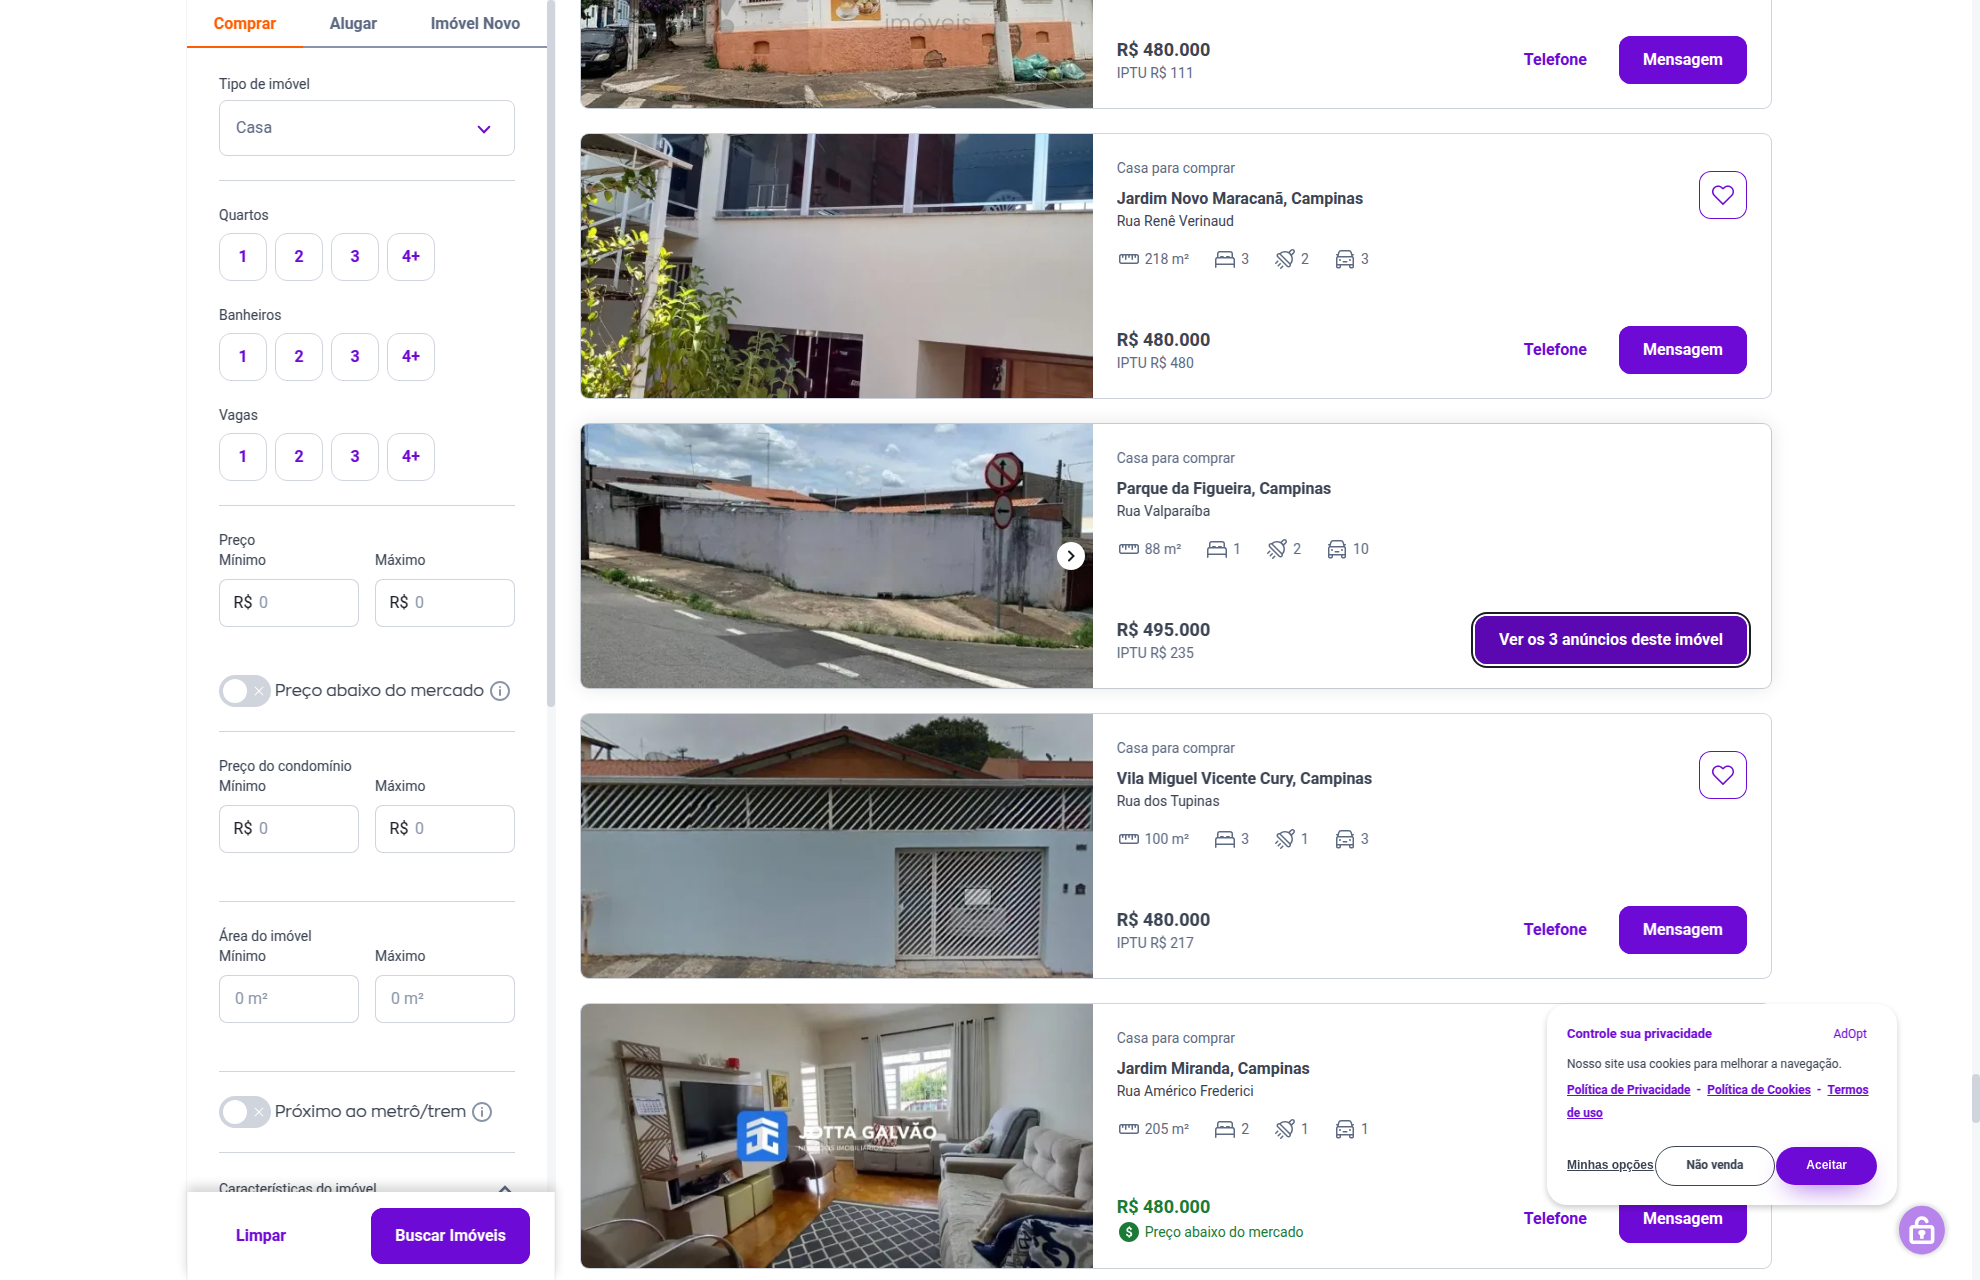 Comprar
Alugar
Imóvel Novo
Tipo de imóvel
Casa
Quartos
1
2
3
4+
Banheiros
1
2
3
4+
Vagas
1
2
3
4+
Preço
Mínimo
Máximo
R$ 0
R$ 0
Preço abaixo do mercado
Preço do condomínio
Mínimo
Máximo
R$ 0
R$ 0
Área do imóvel
Mínimo
Máximo
0 m²
0 m²
Próximo ao metrô/trem
Características do imóvel
Limpar
Buscar Imóveis
imóveis
R$ 480.000
IPTU R$ 111
Telefone
Mensagem
Casa para comprar
Jardim Novo Maracanã, Campinas
Rua Renê Verinaud
218 m²
3
2
3
R$ 480.000
IPTU R$ 480
Telefone
Mensagem
Casa para comprar
Parque da Figueira, Campinas
Rua Valparaíba
88 m²
1
2
10
R$ 495.000
IPTU R$ 235
Ver os 3 anúncios deste imóvel
Casa para comprar
Vila Miguel Vicente Cury, Campinas
Rua dos Tupinas
100 m²
3
1
3
R$ 480.000
IPTU R$ 217
Telefone
Mensagem
JOTTA GALVÃO
Casa para comprar
Jardim Miranda, Campinas
Rua Américo Frederici
205 m²
2
1
1
R$ 480.000
Preço abaixo do mercado
Telefone
Mensagem
Controle sua privacidade
AdOpt
Nosso site usa cookies para melhorar a navegação.
Política de Privacidade - Política de Cookies - Termos
de uso
Minhas opções
Não venda
Aceitar